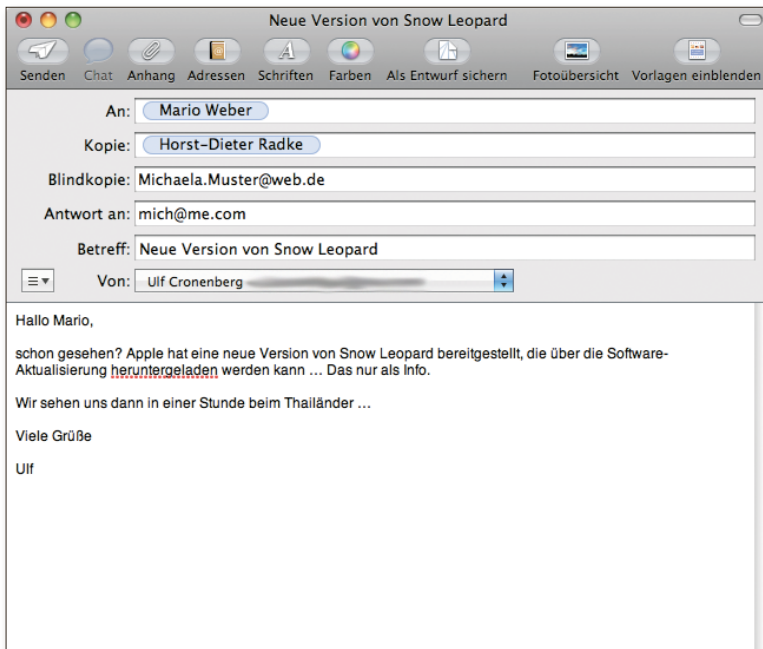 Neue Version von Snow Leopard
Senden Chat Anhang Adressen Schriften Farben Als Entwurf sichern Fotoübersicht Vorlagen einblenden
An: Mario Weber
Kopie: Horst-Dieter Radke
Blindkopie: Michaela.Muster@web.de
Antwort an: mich@me.com
Betreff: Neue Version von Snow Leopard
Von: Ulf Cronenberg
Hallo Mario,
schon gesehen? Apple hat eine neue Version von Snow Leopard bereitgestellt, die über die Software-
Aktualisierung heruntergeladen werden kann … Das nur als Info.
Wir sehen uns dann in einer Stunde beim Thailänder …
Viele Grüße
Ulf